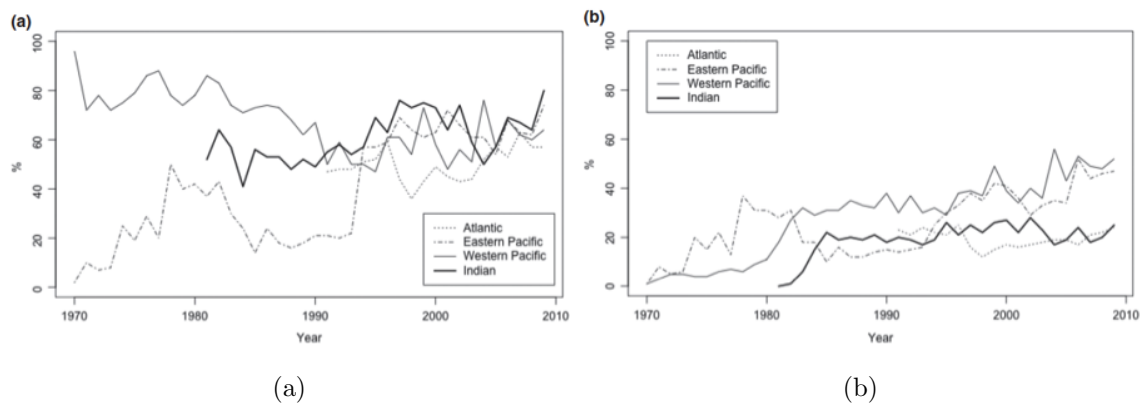 (a)
100
80
60
40
20
0
%
1970
1980
1990
2000
2010
Year
Atlantic
Eastern Pacific
Western Pacific
Indian
(a)
(b)
100
80
60
40
20
0
%
1970
1980
1990
2000
2010
Year
Atlantic
Eastern Pacific
Western Pacific
Indian
(b)